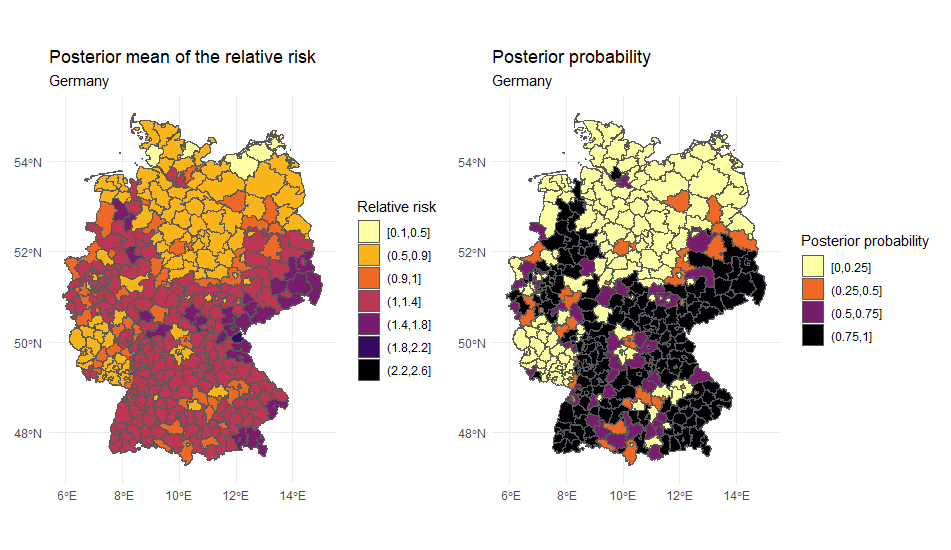 Posterior mean of the relative risk
Germany
54°N
52°N
50°N
48°N
6°E
8°E
10°E
12°E
14°E
Relative risk
[0.1,0.5]
(0.5,0.9]
(0.9,1]
(1,1.4]
(1.4,1.8]
(1.8,2.2]
(2.2,2.6]
Posterior probability
Germany
54°N
52°N
50°N
48°N
6°E
8°E
10°E
12°E
14°E
Posterior probability
[0,0.25]
(0.25,0.5]
(0.5,0.75]
(0.75,1]